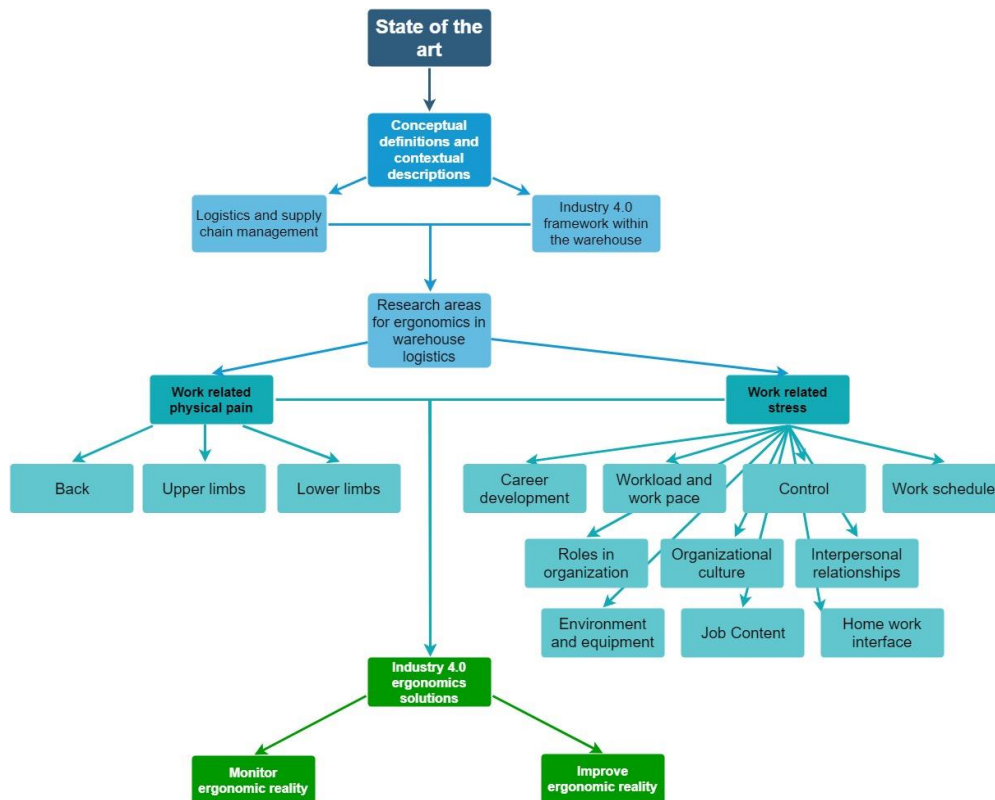 State of the
art
Conceptual
definitions and
contextual
descriptions
Logistics and supply
chain management
Industry 4.0
framework within
the warehouse
Research areas
for ergonomics in
warehouse
logistics
Work related
physical pain
Work related
stress
Back
Upper limbs
Lower limbs
Career
development
Workload and
work pace
Control
Work schedule
Roles in
organization
Organizational
culture
Interpersonal
relationships
Environment
and equipment
Job Content
Home work
interface
Industry 4.0
ergonomics
solutions
Monitor
ergonomic reality
Improve
ergonomic reality